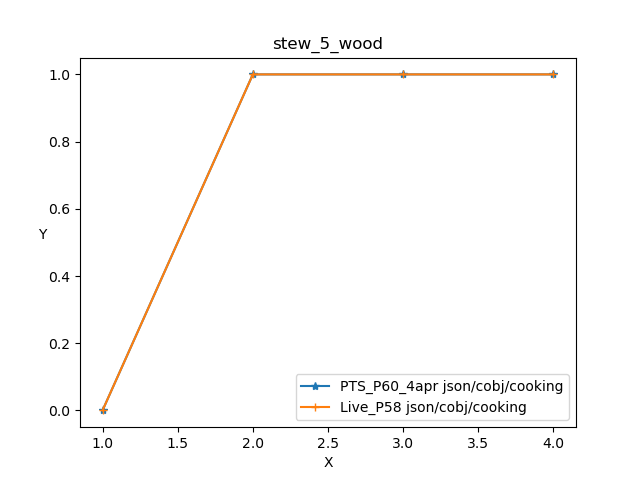 stew_5_wood
1.0
0.8
0.6
Y
0.4
0.2
0.0
PTS_P60_4apr json/cobj/cooking
Live_P58 json/cobj/cooking
1.0 1.5 2.0 2.5 3.0 3.5 4.0
X